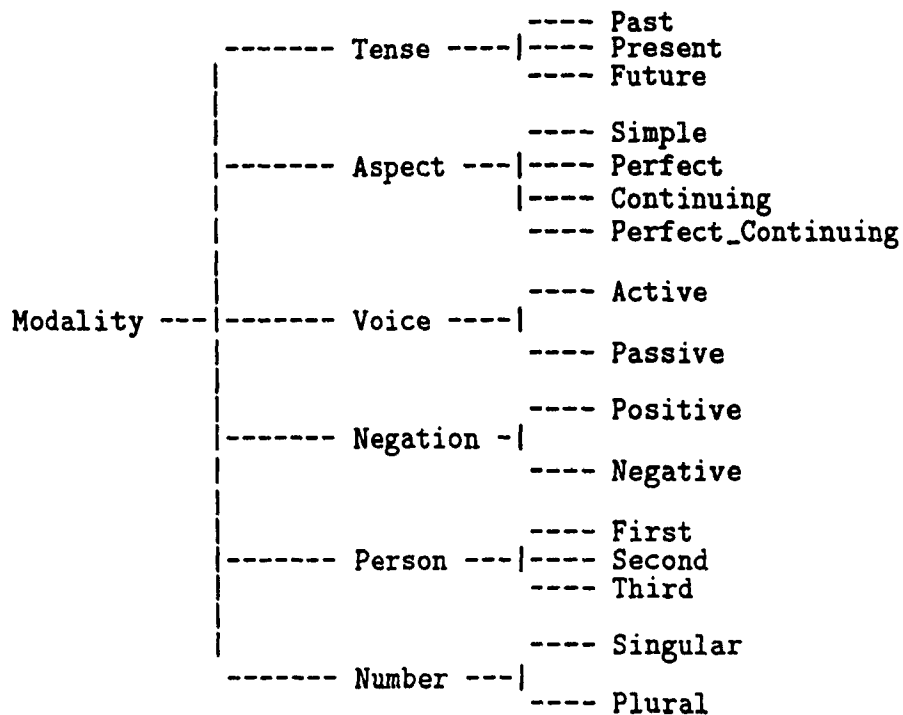 ---- Past
------- Tense ----|---- Present
---- Future
---- Simple
------- Aspect ---|---- Perfect
|---- Continuing
---- Perfect_Continuing
---- Active
Modality ---|------- Voice ----|
---- Passive
---- Positive
------- Negation -|
---- Negative
---- First
------- Person ---|---- Second
---- Third
---- Singular
------- Number ---|
---- Plural